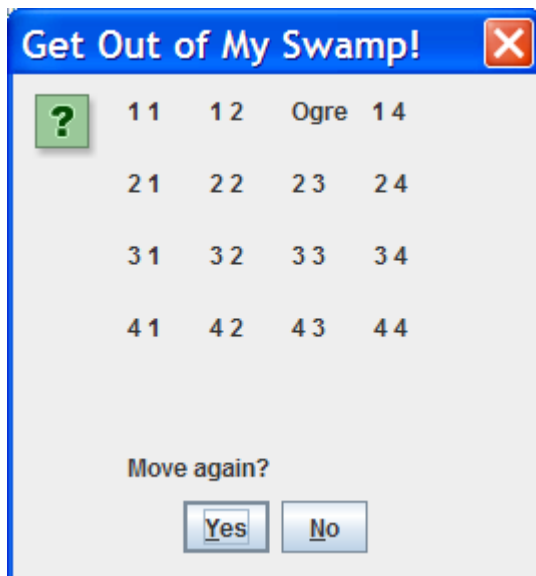 Get Out of My Swamp!
1 1 1 2 Ogre 1 4
2 1 2 2 2 3 2 4
3 1 3 2 3 3 3 4
4 1 4 2 4 3 4 4
Move again?
Yes No